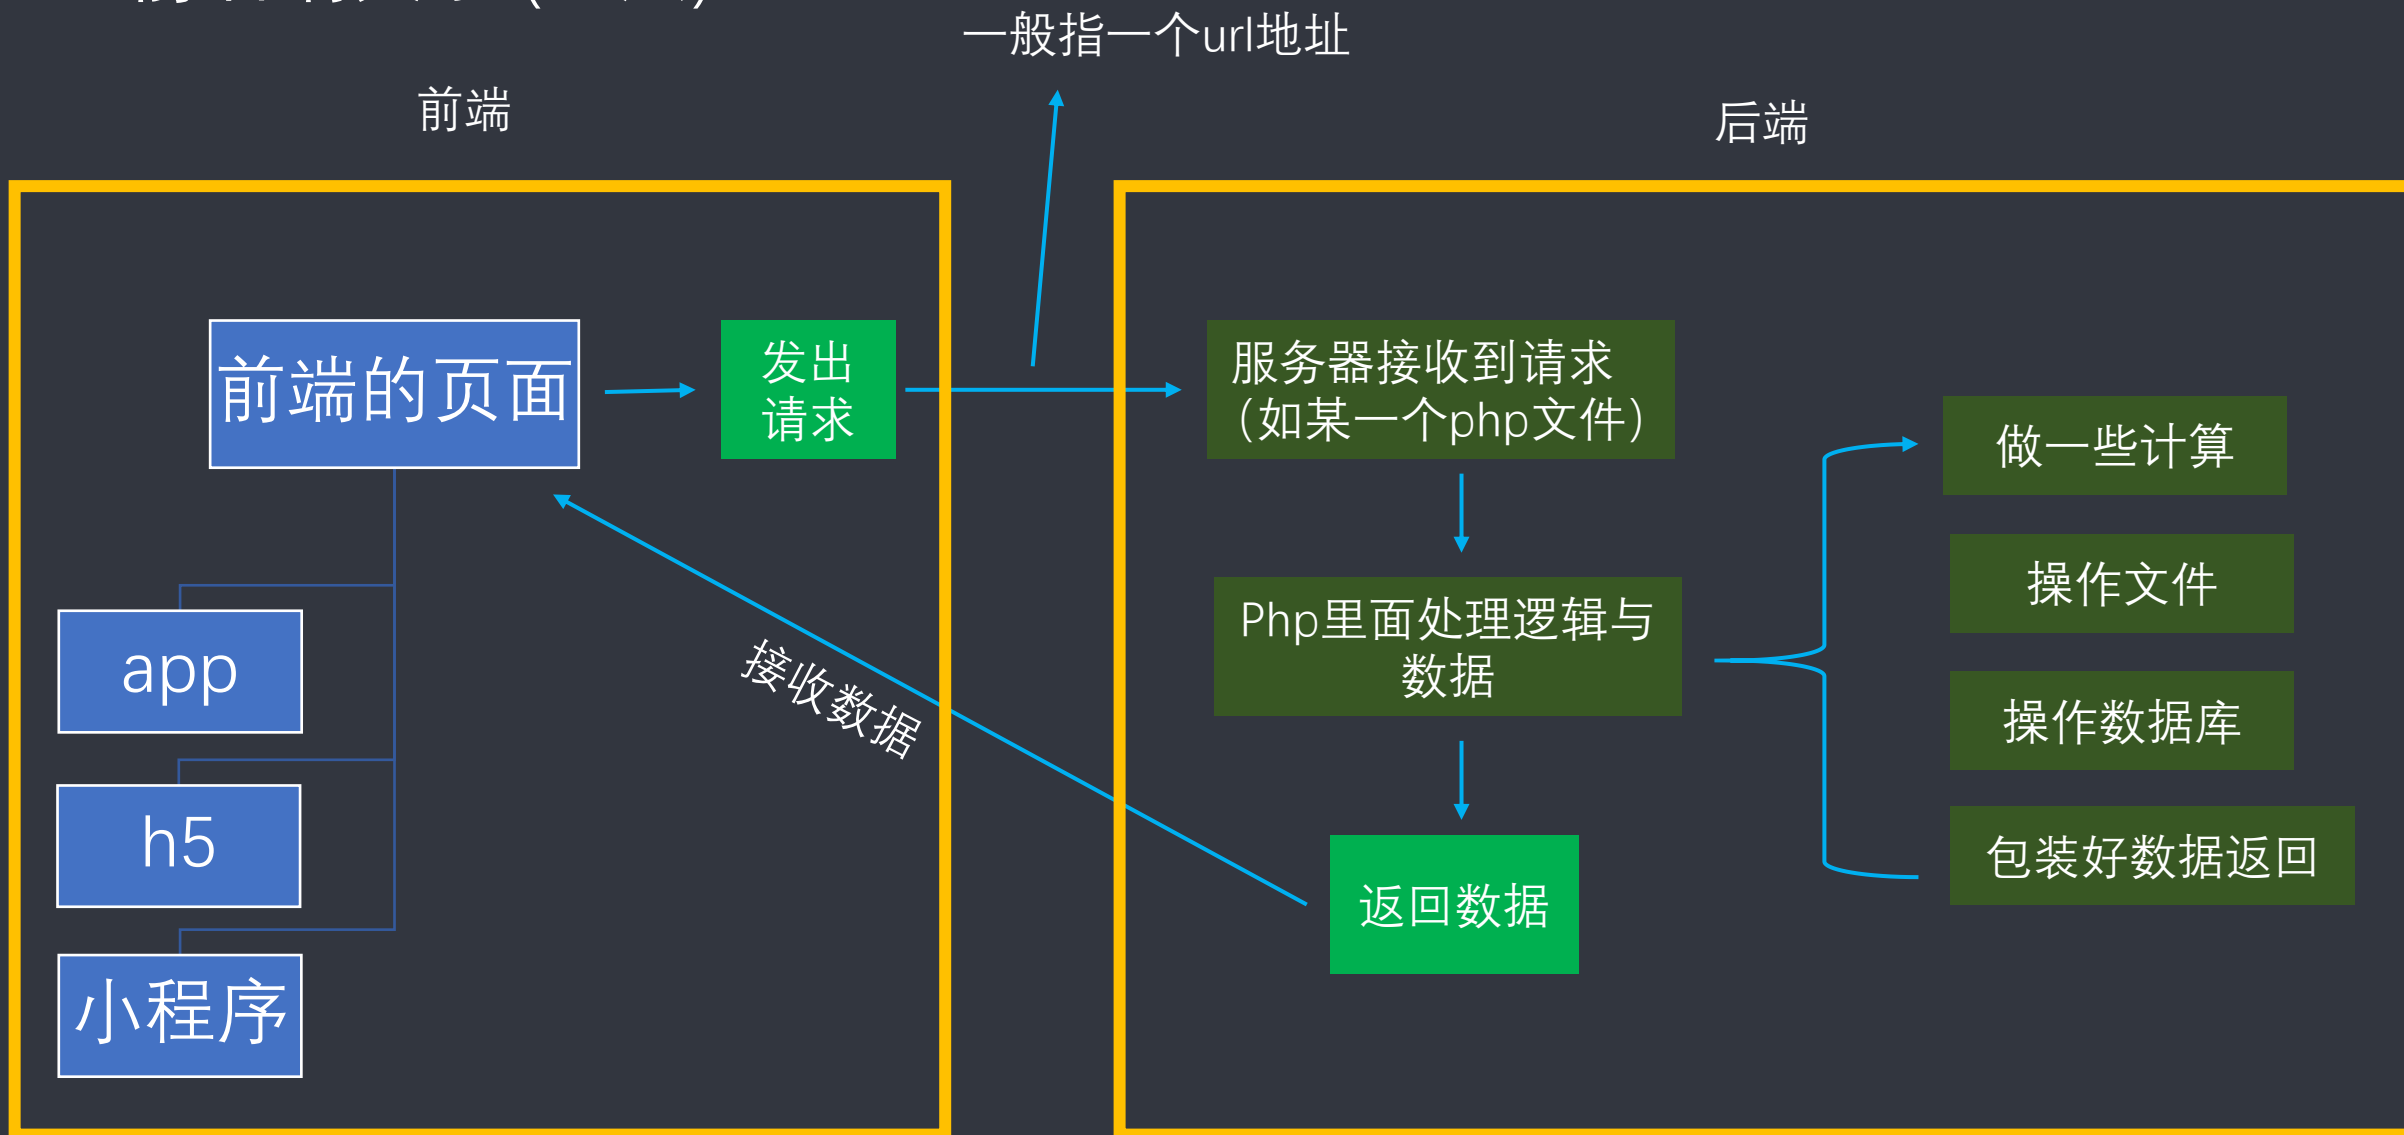 一般指一个url地址
前端
后端
前端的页面
发出
请求
服务器接收到请求
（如某一个php文件）
做一些计算
操作文件
Php里面处理逻辑与
数据
app
接收数据
操作数据库
h5
包装好数据返回
返回数据
小程序